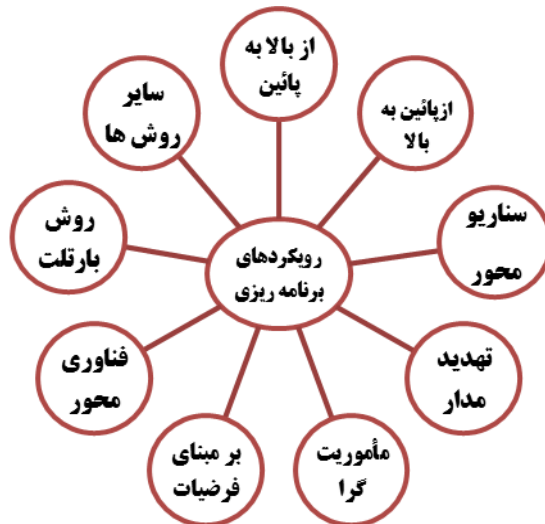 از بالا به
پائین
ازپائین به
بالا
سناریو
محور
تهدید
مدار
مأموریت
گرا
بر مبنای
فرضیات
فناوری
محور
روش
بارتلت
سایر
روش ها
رویکردهای
برنامه ریزی